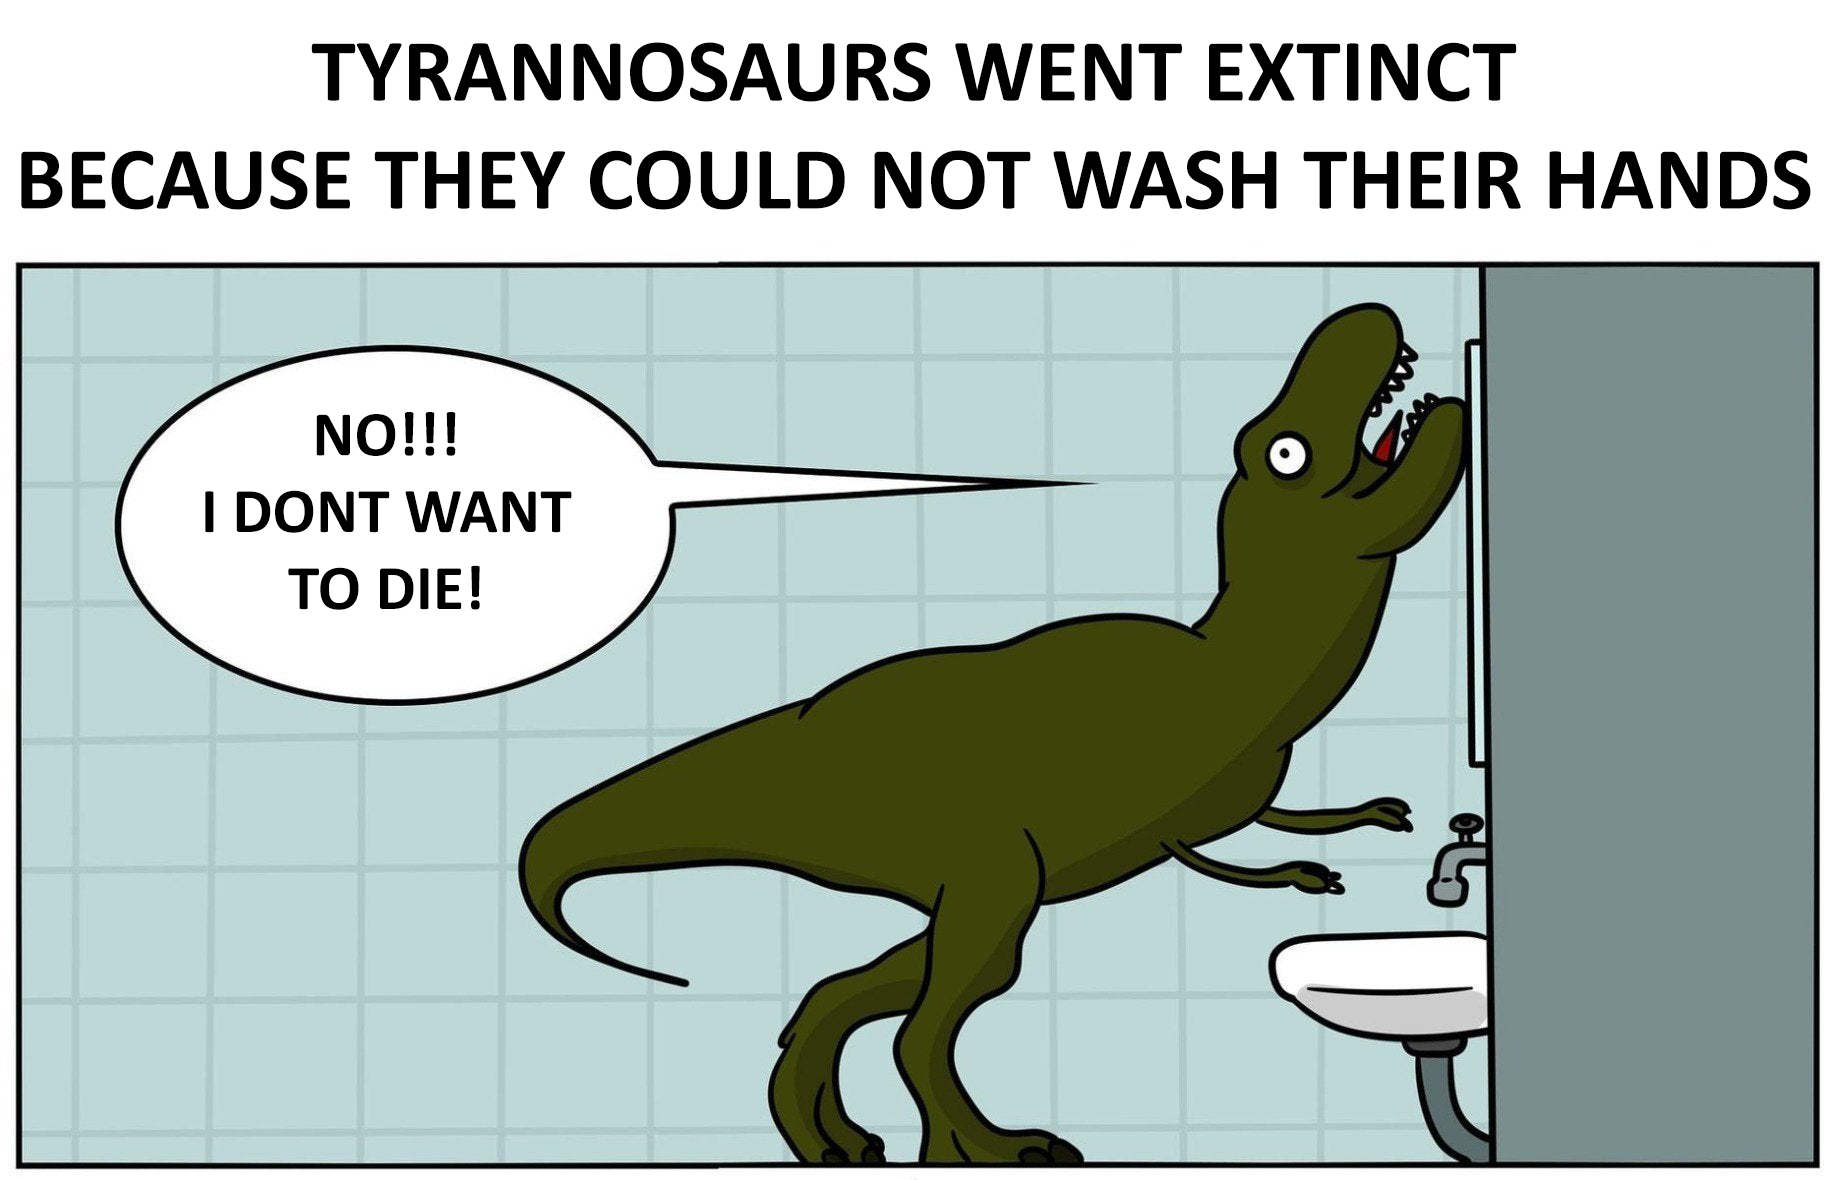 TYRANNOSAURS WENT EXTINCT
BECAUSE THEY COULD NOT WASH THEIR HANDS
NO!!!
I DONT WANT
TO DIE!